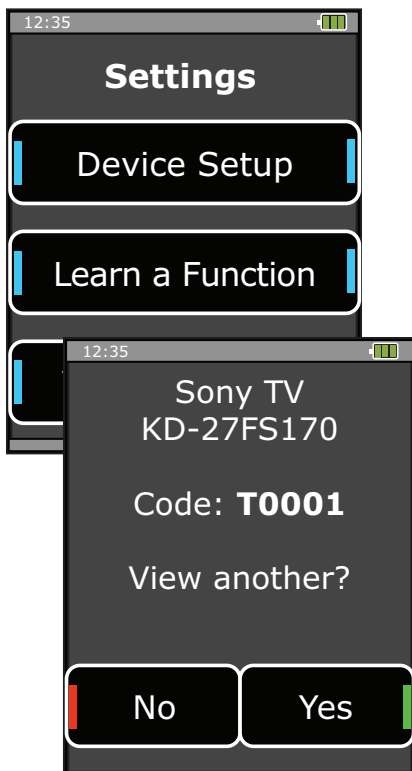 12:35
Settings
Device Setup
Learn a Function
12:35
Sony TV
KD-27FS170
Code: T0001
View another?
No
Yes